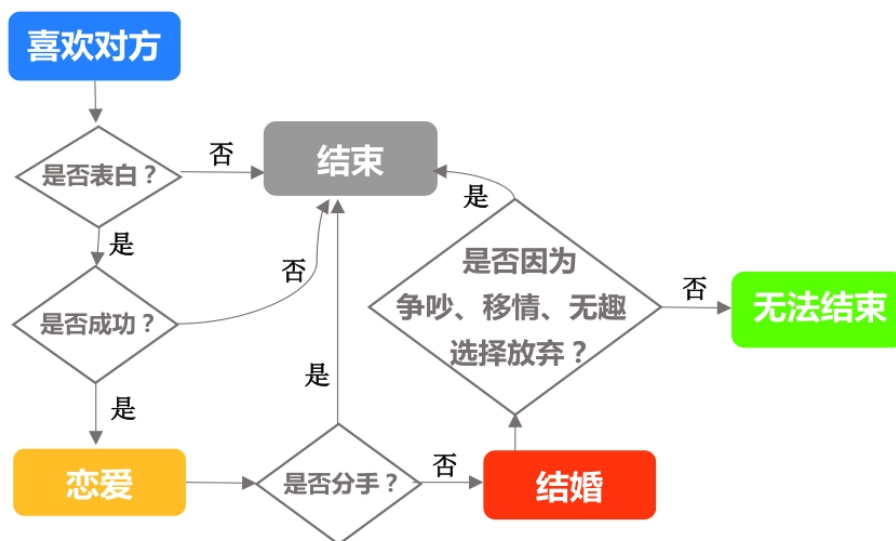 喜欢对方
是否表白？
否
结束
是
是否成功？
否
是
恋爱
是否分手？
是
否
结婚
是否因为
争吵、移情、无趣
选择放弃？
是
否
无法结束